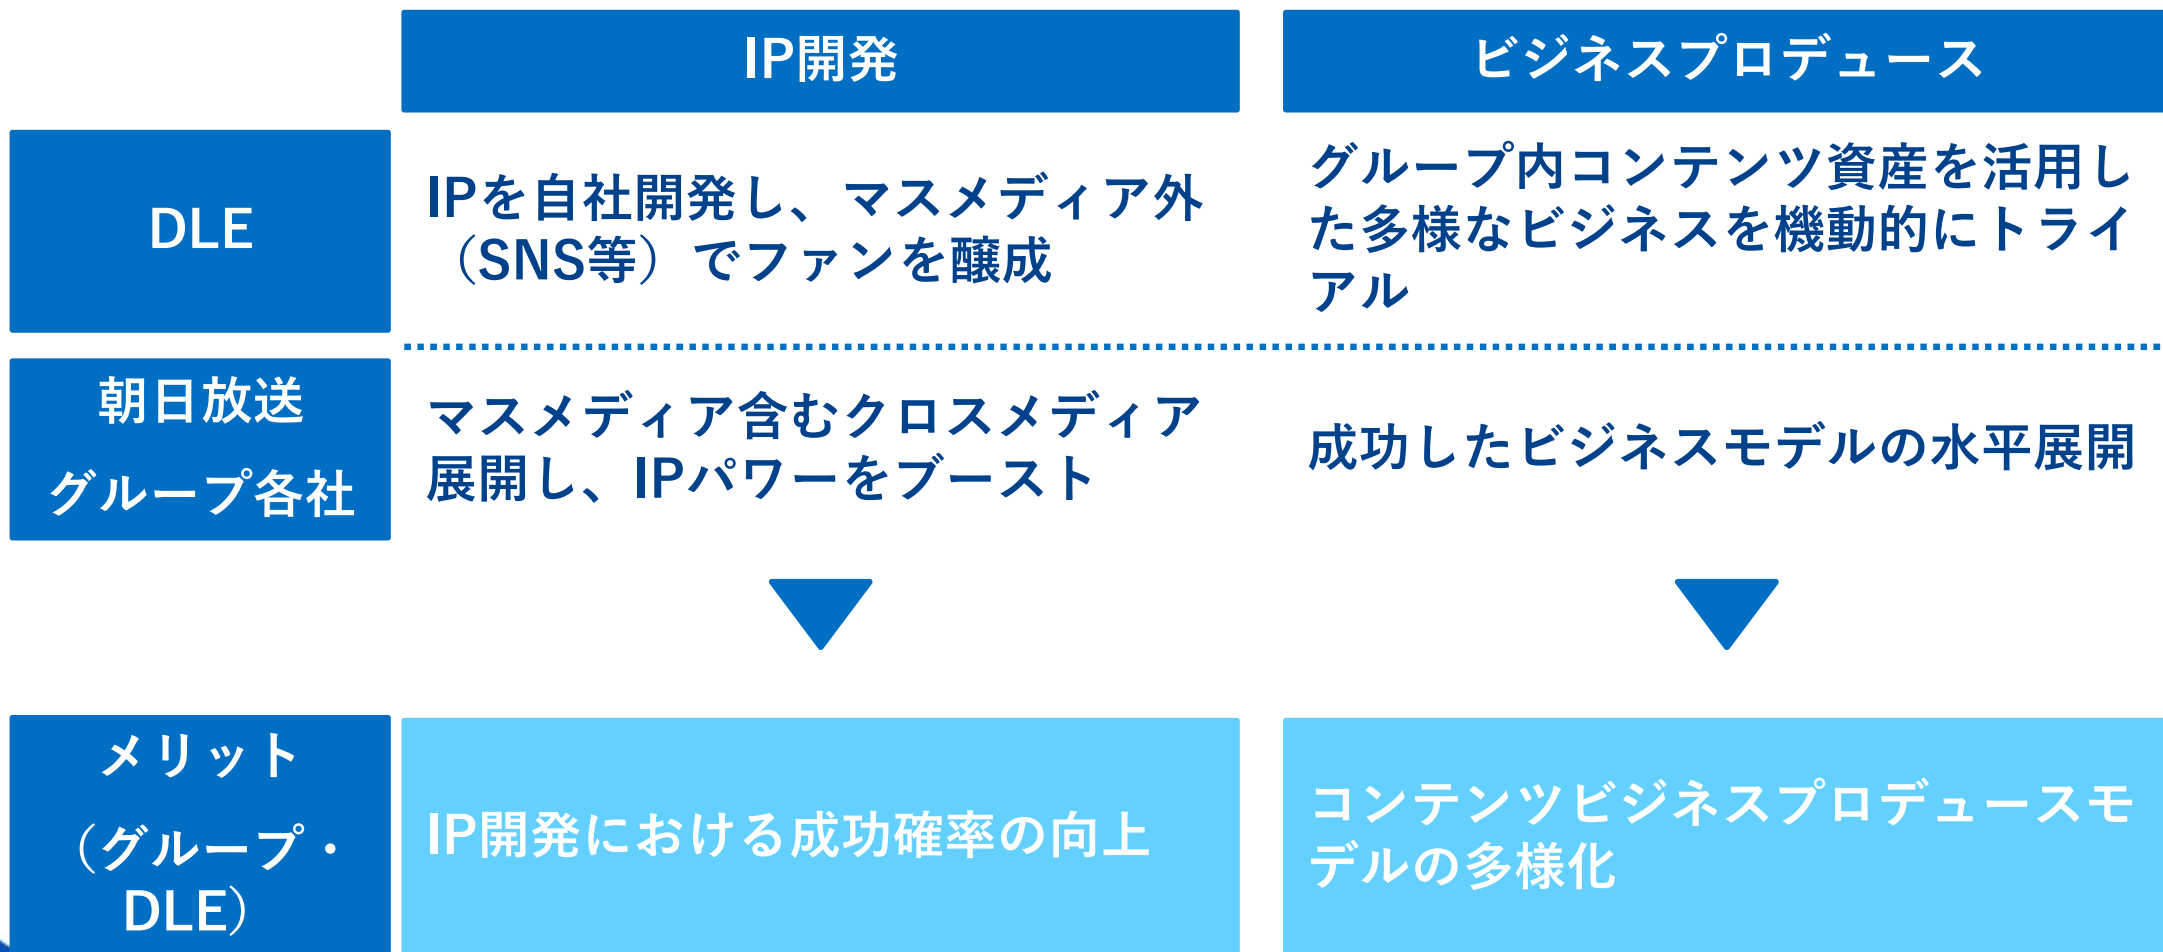 IP開発
ビジネスプロデュース
DLE
IPを自社開発し、マスメディア外
（SNS等）でファンを醸成
グループ内コンテンツ資産を活用し
た多様なビジネスを機動的にトライ
アル
朝日放送
グループ各社
マスメディア含むクロスメディア
展開し、IPパワーをブースト
成功したビジネスモデルの水平展開
メリット
（グループ・
DLE）
IP開発における成功確率の向上
コンテンツビジネスプロデュースモ
デルの多様化